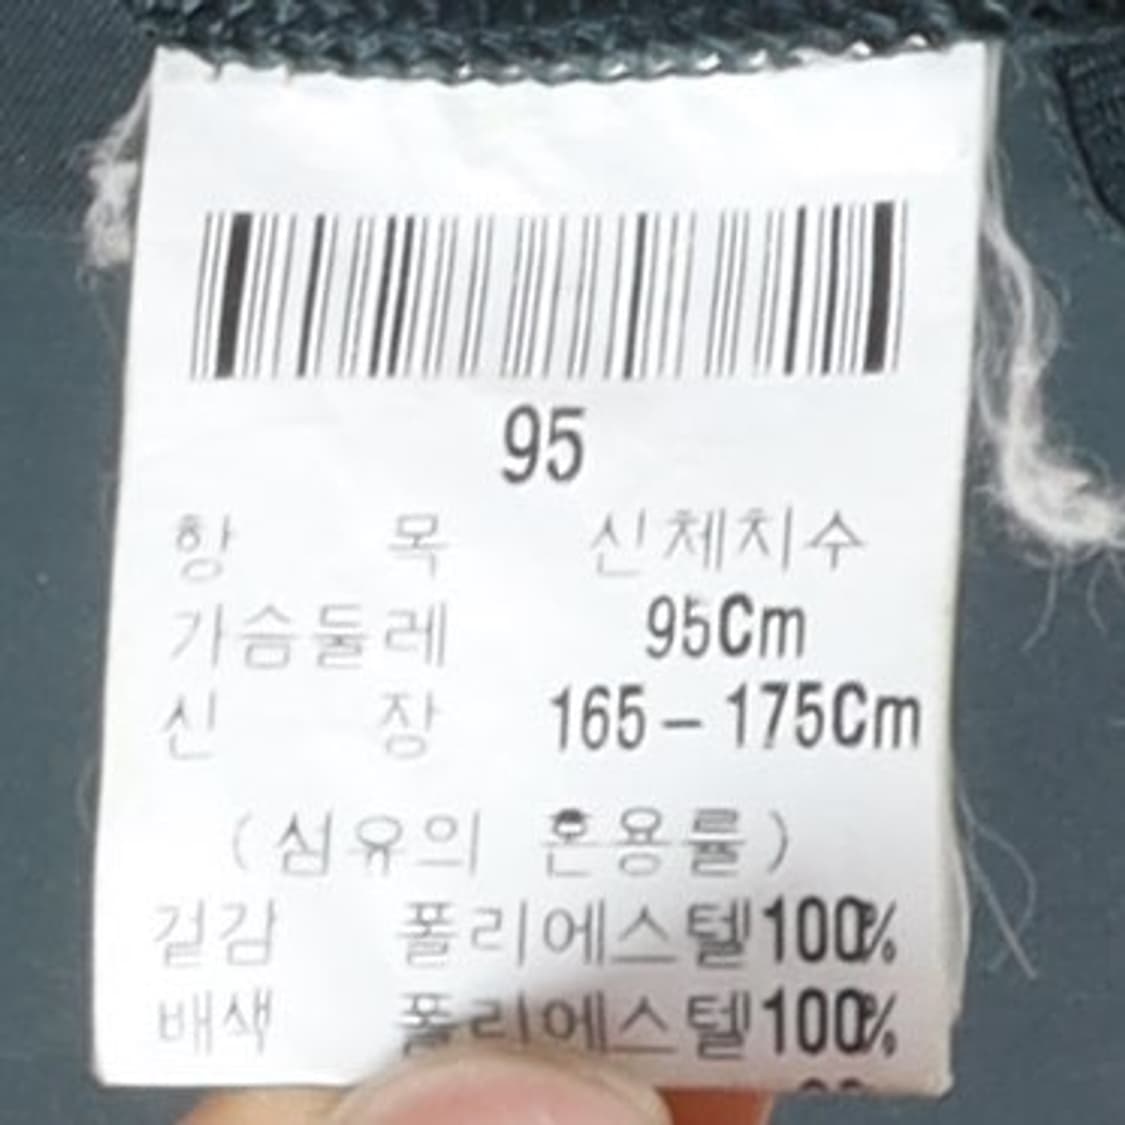 95
항 목 신체치수
가슴둘레 95Cm
신 장 165-175Cm
(섬유의 혼용률)
겉감 폴리에스텔100%
배색 폴리에스텔100%